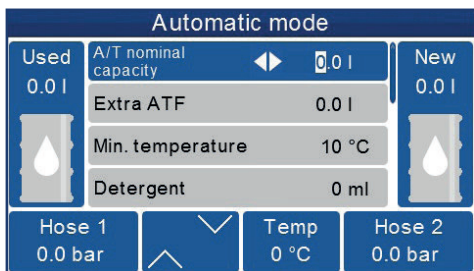 Automatic mode
Used
0.0 l
A/T nominal
capacity
0.0 l
Extra ATF
0.0 l
Min. temperature
10 °C
Detergent
0 ml
New
0.0 l
Hose 1
0.0 bar
Temp
0 °C
Hose 2
0.0 bar